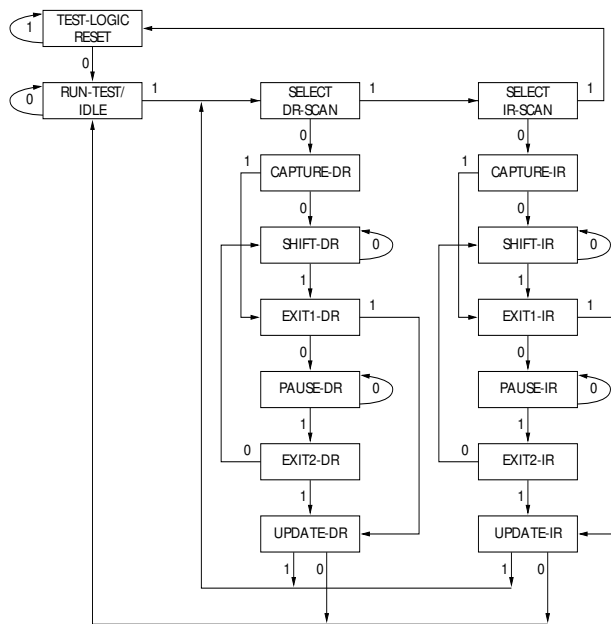 TEST-LOGIC
RESET
1
0
1
RUN-TEST/
IDLE
0
1
SELECT
DR-SCAN
1
SELECT
IR-SCAN
1
0
0
CAPTURE-DR
1
CAPTURE-IR
1
0
0
SHIFT-DR
0
SHIFT-IR
0
1
1
EXIT1-DR
1
EXIT1-IR
1
0
0
PAUSE-DR
0
PAUSE-IR
0
1
1
0
EXIT2-DR
0
EXIT2-IR
1
1
UPDATE-DR
UPDATE-IR
1
0
1
0